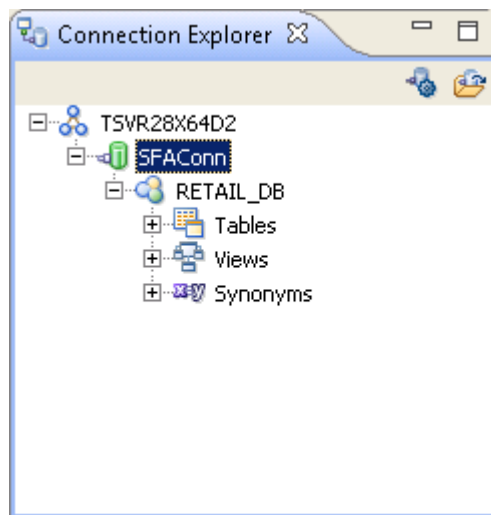 Connection Explorer
TSVR28X64D2
SFAConn
RETAIL_DB
Tables
Views
Synonyms